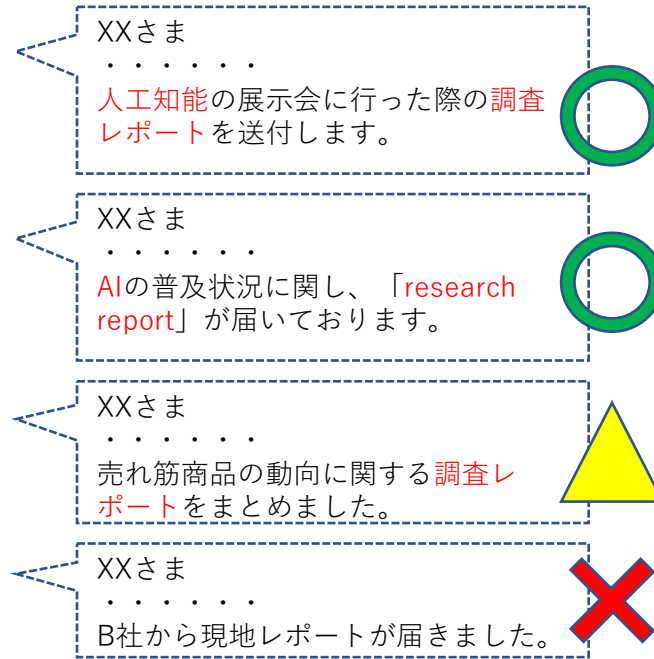 XXさま
・・・・・・
人工知能の展示会に行った際の調査
レポートを送付します。
XXさま
・・・・・・
AIの普及状況に関し、「research
report」が届いております。
XXさま
・・・・・・
売れ筋商品の動向に関する調査レ
ポートをまとめました。
XXさま
・・・・・・
B社から現地レポートが届きました。